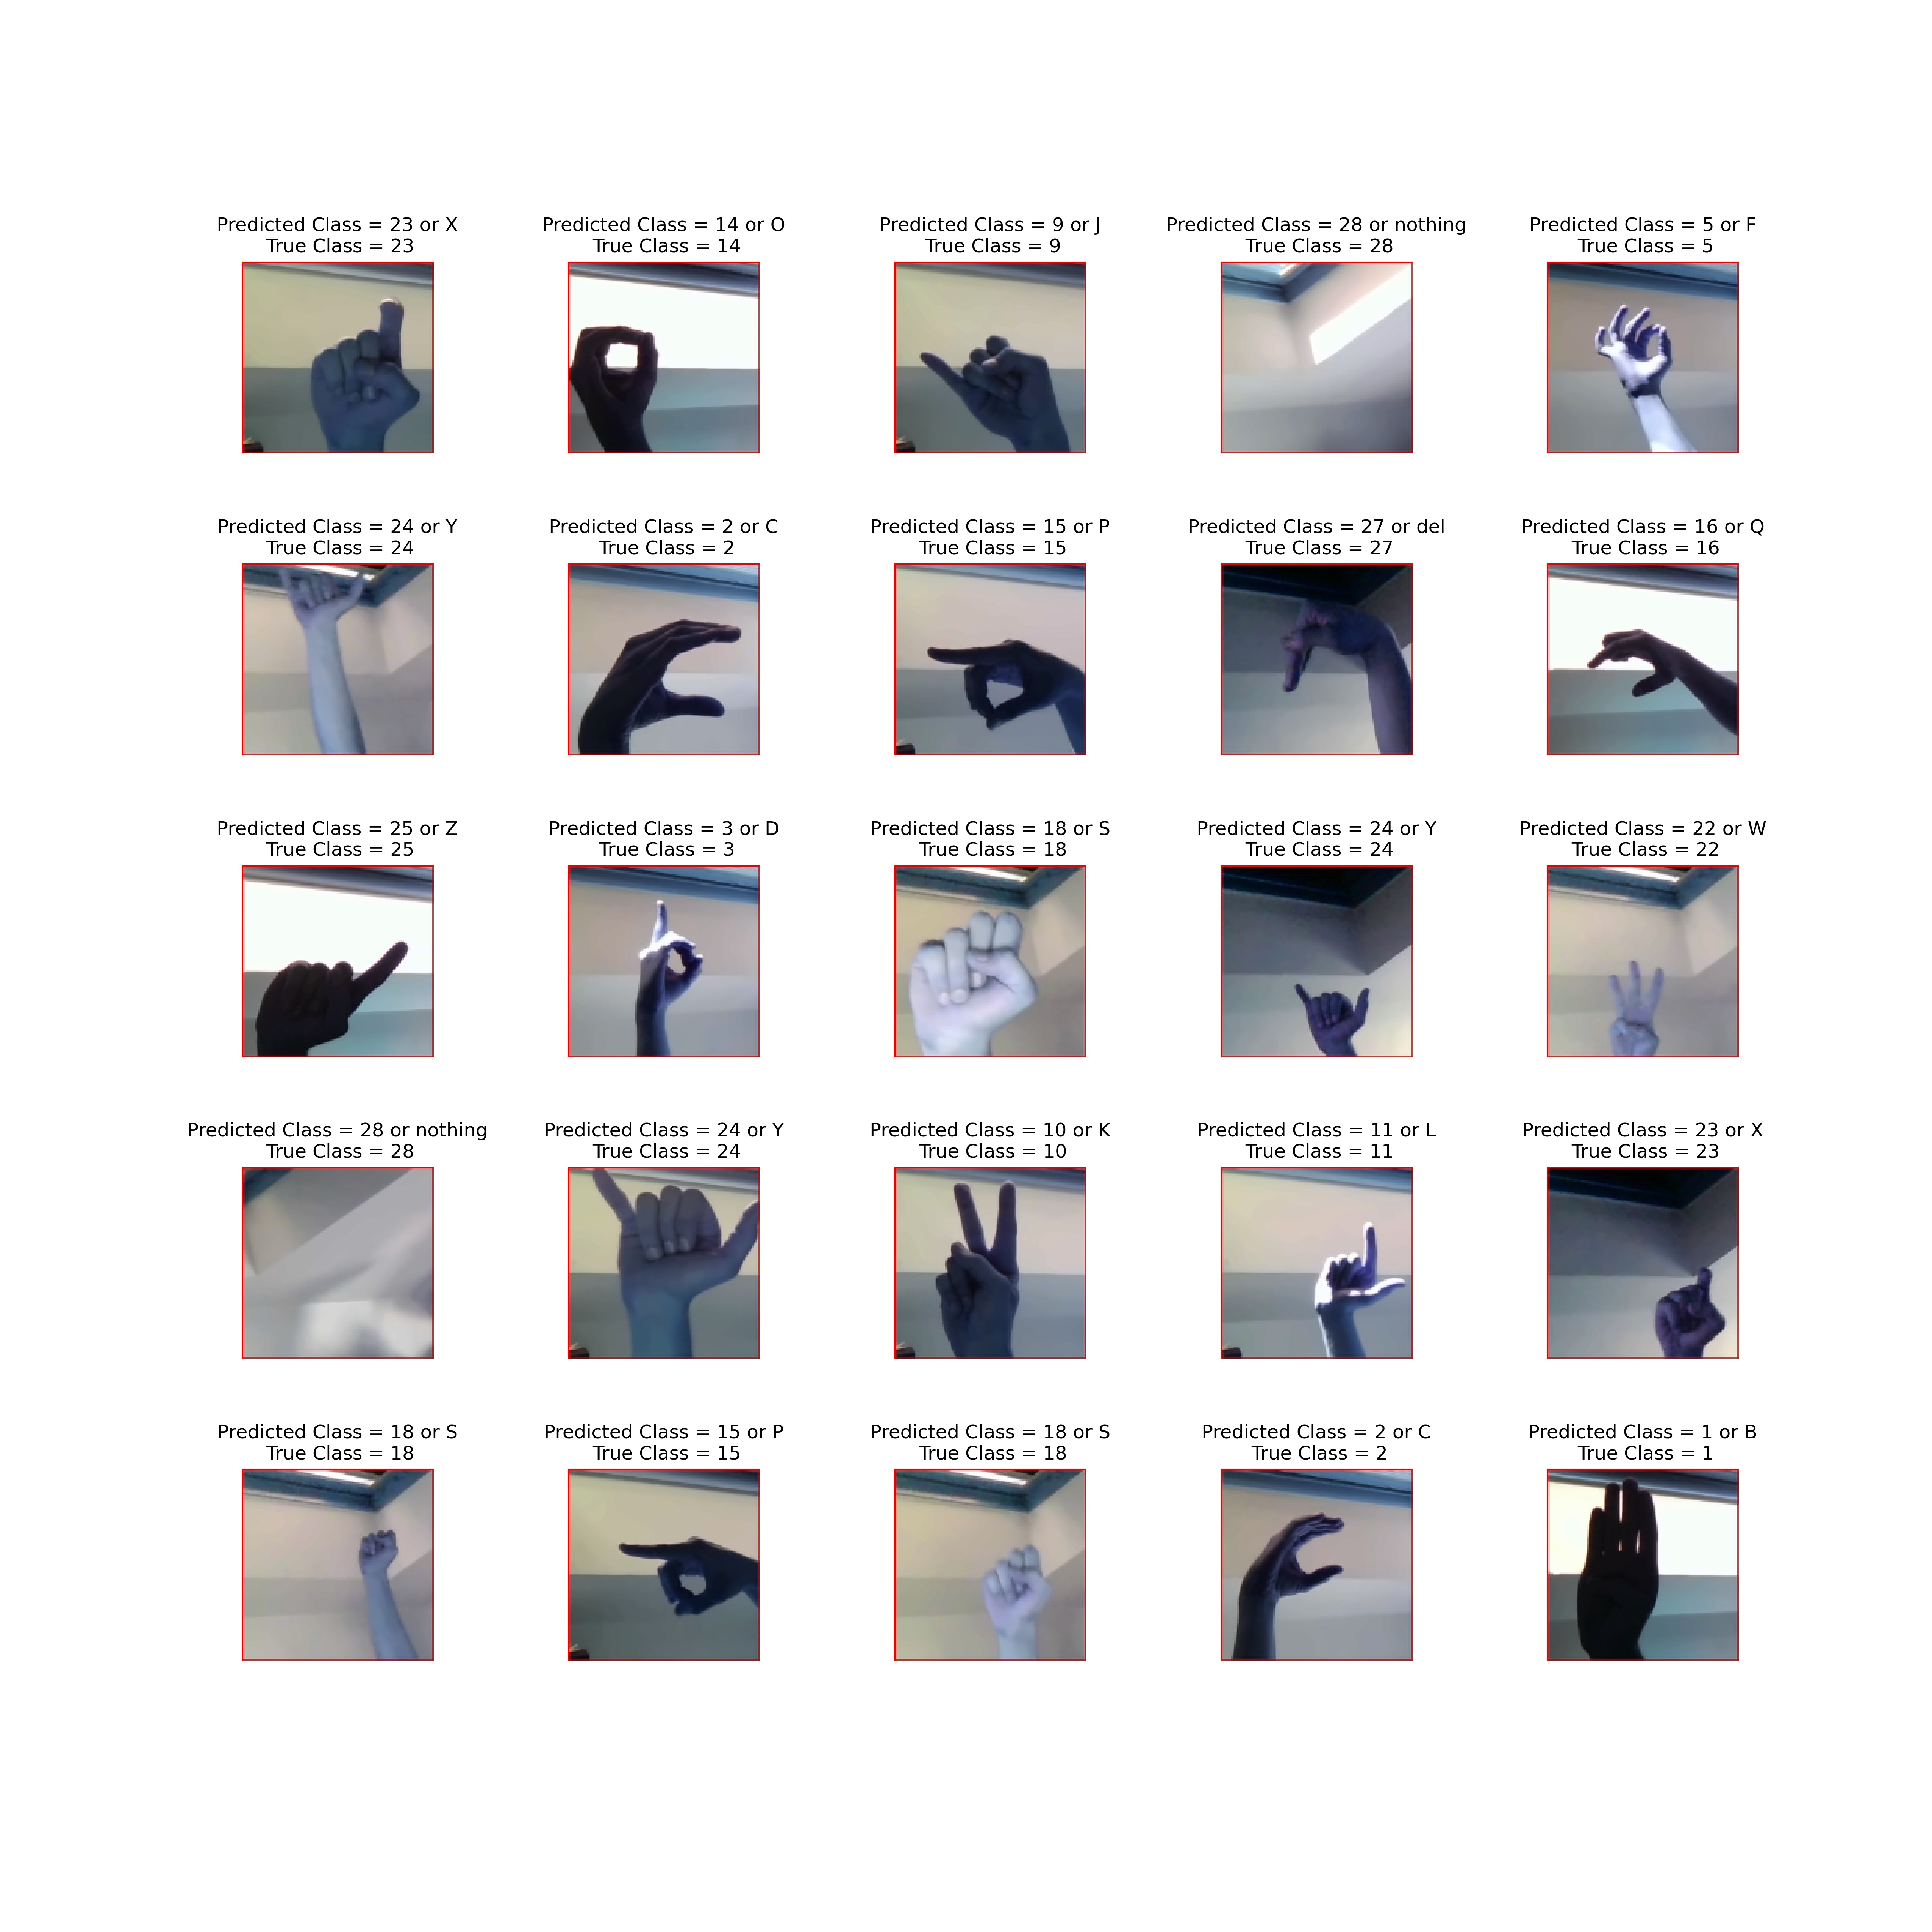 Predicted Class = 23 or X
True Class = 23
Predicted Class = 14 or O
True Class = 14
Predicted Class = 9 or J
True Class = 9
Predicted Class = 28 or nothing
True Class = 28
Predicted Class = 5 or F
True Class = 5
Predicted Class = 24 or Y
True Class = 24
Predicted Class = 2 or C
True Class = 2
Predicted Class = 15 or P
True Class = 15
Predicted Class = 27 or del
True Class = 27
Predicted Class = 16 or Q
True Class = 16
Predicted Class = 25 or Z
True Class = 25
Predicted Class = 3 or D
True Class = 3
Predicted Class = 18 or S
True Class = 18
Predicted Class = 24 or Y
True Class = 24
Predicted Class = 22 or W
True Class = 22
Predicted Class = 28 or nothing
True Class = 28
Predicted Class = 24 or Y
True Class = 24
Predicted Class = 10 or K
True Class = 10
Predicted Class = 11 or L
True Class = 11
Predicted Class = 23 or X
True Class = 23
Predicted Class = 18 or S
True Class = 18
Predicted Class = 15 or P
True Class = 15
Predicted Class = 18 or S
True Class = 18
Predicted Class = 2 or C
True Class = 2
Predicted Class = 1 or B
True Class = 1